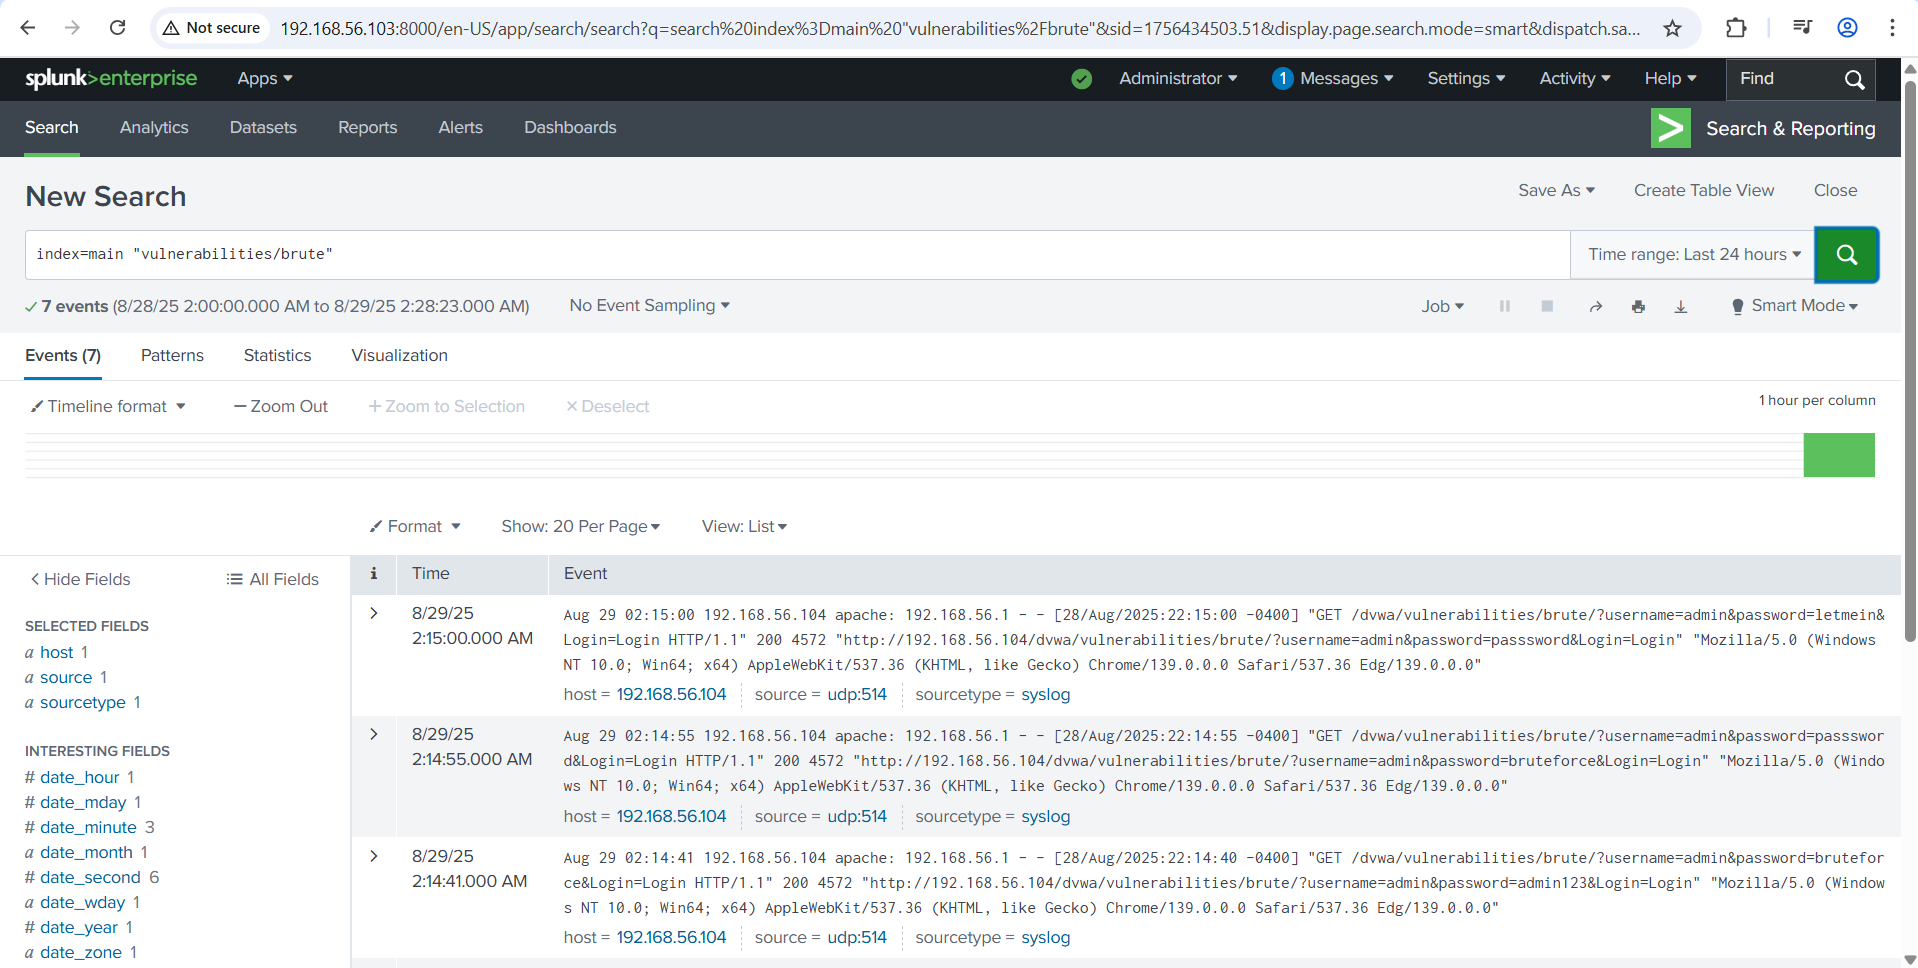 Not secure 192.168.56.103:8000/en-US/app/search/search?q=search%20index%3Dmain%20"vulnerabilities%2Fbrute"&sid=1756434503.51&display.page.search.mode=smart&dispatch.sa...
splunk>enterprise Apps Administrator 1 Messages Settings Activity Help Find
Search Analytics Datasets Reports Alerts Dashboards > Search & Reporting
New Search Save As Create Table View Close
index=main "vulnerabilities/brute" Time range: Last 24 hours
7 events (8/28/25 2:00:00.000 AM to 8/29/25 2:28:23.000 AM) No Event Sampling Job Smart Mode
Events (7) Patterns Statistics Visualization
Timeline format — Zoom Out + Zoom to Selection × Deselect 1 hour per column
Format Show: 20 Per Page View: List
< Hide Fields All Fields
SELECTED FIELDS
a host 1
a source 1
a sourcetype 1
INTERESTING FIELDS
# date_hour 1
# date_mday 1
# date_minute 3
a date_month 1
# date_second 6
a date_wday 1
# date_year 1
a date_zone 1
i Time Event
8/29/25
2:15:00.000 AM
Aug 29 02:15:00 192.168.56.104 apache: 192.168.56.1 - - [28/Aug/2025:22:15:00 -0400] "GET /dvwa/vulnerabilities/brute/?username=admin&password=letmein&
Login=Login HTTP/1.1" 200 4572 "http://192.168.56.104/dvwa/vulnerabilities/brute/?username=admin&password=passsword&Login=Login" "Mozilla/5.0 (Windows
NT 10.0; Win64; x64) AppleWebKit/537.36 (KHTML, like Gecko) Chrome/139.0.0.0 Safari/537.36 Edg/139.0.0.0"
host = 192.168.56.104 source = udp:514 sourcetype = syslog
8/29/25
2:14:55.000 AM
Aug 29 02:14:55 192.168.56.104 apache: 192.168.56.1 - - [28/Aug/2025:22:14:55 -0400] "GET /dvwa/vulnerabilities/brute/?username=admin&password=passswor
d&Login=Login HTTP/1.1" 200 4572 "http://192.168.56.104/dvwa/vulnerabilities/brute/?username=admin&password=bruteforce&Login=Login" "Mozilla/5.0 (Windo
ws NT 10.0; Win64; x64) AppleWebKit/537.36 (KHTML, like Gecko) Chrome/139.0.0.0 Safari/537.36 Edg/139.0.0.0"
host = 192.168.56.104 source = udp:514 sourcetype = syslog
8/29/25
2:14:41.000 AM
Aug 29 02:14:41 192.168.56.104 apache: 192.168.56.1 - - [28/Aug/2025:22:14:40 -0400] "GET /dvwa/vulnerabilities/brute/?username=admin&password=brutefor
ce&Login=Login HTTP/1.1" 200 4572 "http://192.168.56.104/dvwa/vulnerabilities/brute/?username=admin&password=admin123&Login=Login" "Mozilla/5.0 (Window
s NT 10.0; Win64; x64) AppleWebKit/537.36 (KHTML, like Gecko) Chrome/139.0.0.0 Safari/537.36 Edg/139.0.0.0"
host = 192.168.56.104 source = udp:514 sourcetype = syslog